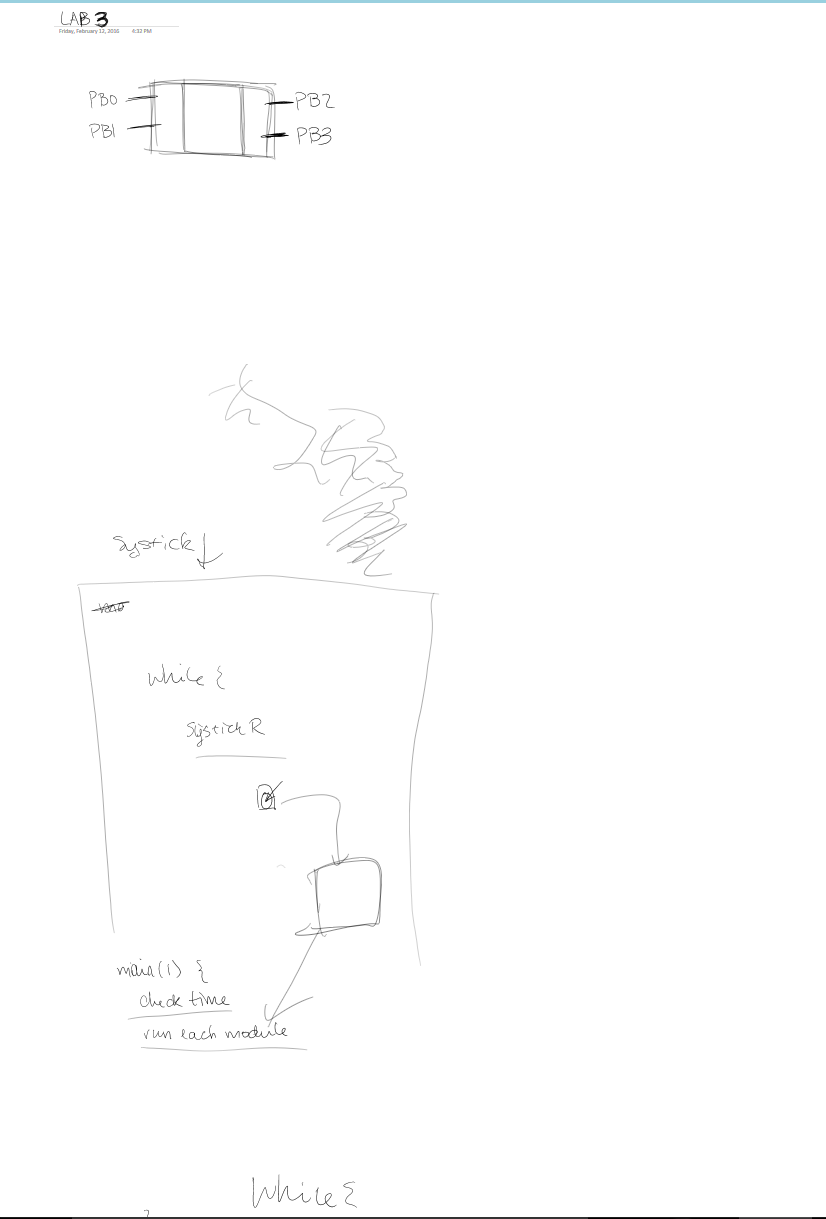 LAB 3
Friday, February 12, 2016 4:32 PM
PB0 PB2
PB1 PB3
Systick
while {
Systick R
main(1) {
check time
run each module
While {